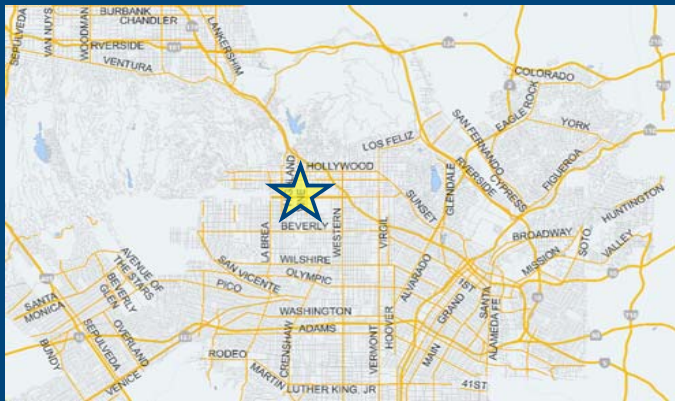 BURBANK
CHANDLER
SEPULVEDA
VAN NUYS
WOODMAN
LANKERSHIM
RIVERSIDE
VENTURA
COLORADO
EAGLE ROCK
YORK
SAN FERNANDO
LOS FELIZ
RIVERSIDE
CYPRESS
FIGUEROA
GLENDALE
HOLLYWOOD
SUNSET
HUNTINGTON
LA BREA
BEVERLY
WESTERN
VIRGIL
BROADWAY
SOTO
VALLEY
MISSION
WILSHIRE
OLYMPIC
SAN VICENTE
PICO
AVENUE OF
THE STARS
BEVERLY
GLEN
ALVARADO
1ST
GRAND
SANTA
FE
ALAMEDA
SANTA
MONICA
SEPULVEDA
OVERLAND
BUNDY
VENICE
WASHINGTON
ADAMS
CRENSHAW
VERMONT
HOOVER
MAIN
RODEO
MARTIN
LUTHER KING, JR
41ST